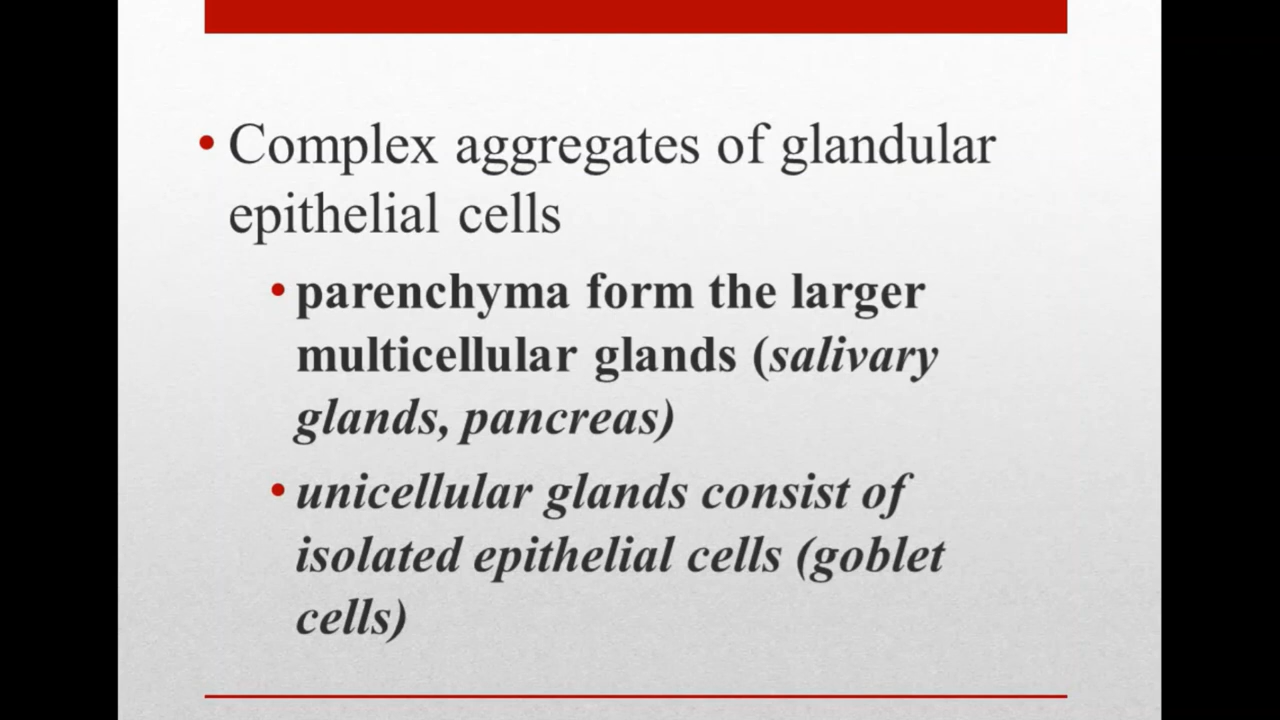 • Complex aggregates of glandular
epithelial cells
• parenchyma form the larger
multicellular glands (salivary
glands, pancreas)
• unicellular glands consist of
isolated epithelial cells (goblet
cells)